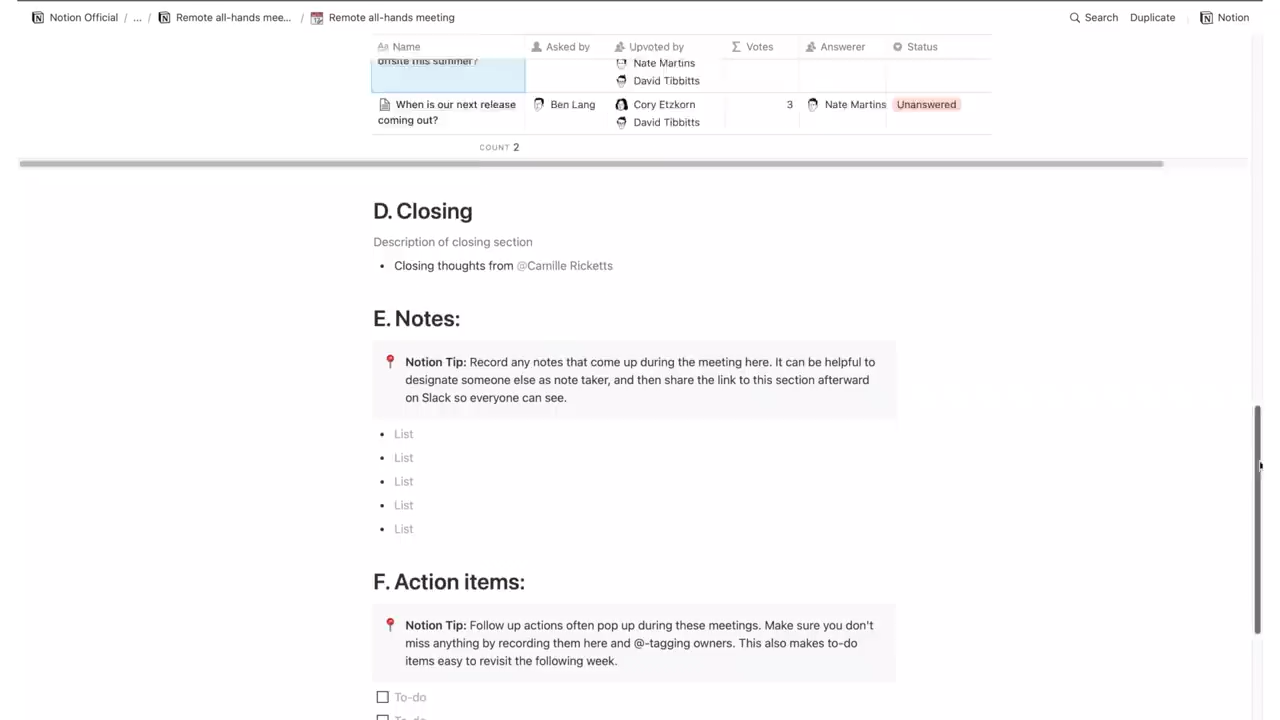 Notion Official / ... / Remote all-hands mee... / Remote all-hands meeting Search Duplicate Notion
Aa Name Asked by Upvoted by Σ Votes Answerer Status
offsite this summer? Nate Martins
David Tibbitts
When is our next release Ben Lang Cory Etzkorn 3 Nate Martins Unanswered
coming out? David Tibbitts
COUNT 2
D. Closing
Description of closing section
• Closing thoughts from @Camille Ricketts
E. Notes:
Notion Tip: Record any notes that come up during the meeting here. It can be helpful to
designate someone else as note taker, and then share the link to this section afterward
on Slack so everyone can see.
• List
• List
• List
• List
• List
F. Action items:
Notion Tip: Follow up actions often pop up during these meetings. Make sure you don't
miss anything by recording them here and @-tagging owners. This also makes to-do
items easy to revisit the following week.
To-do
To-do